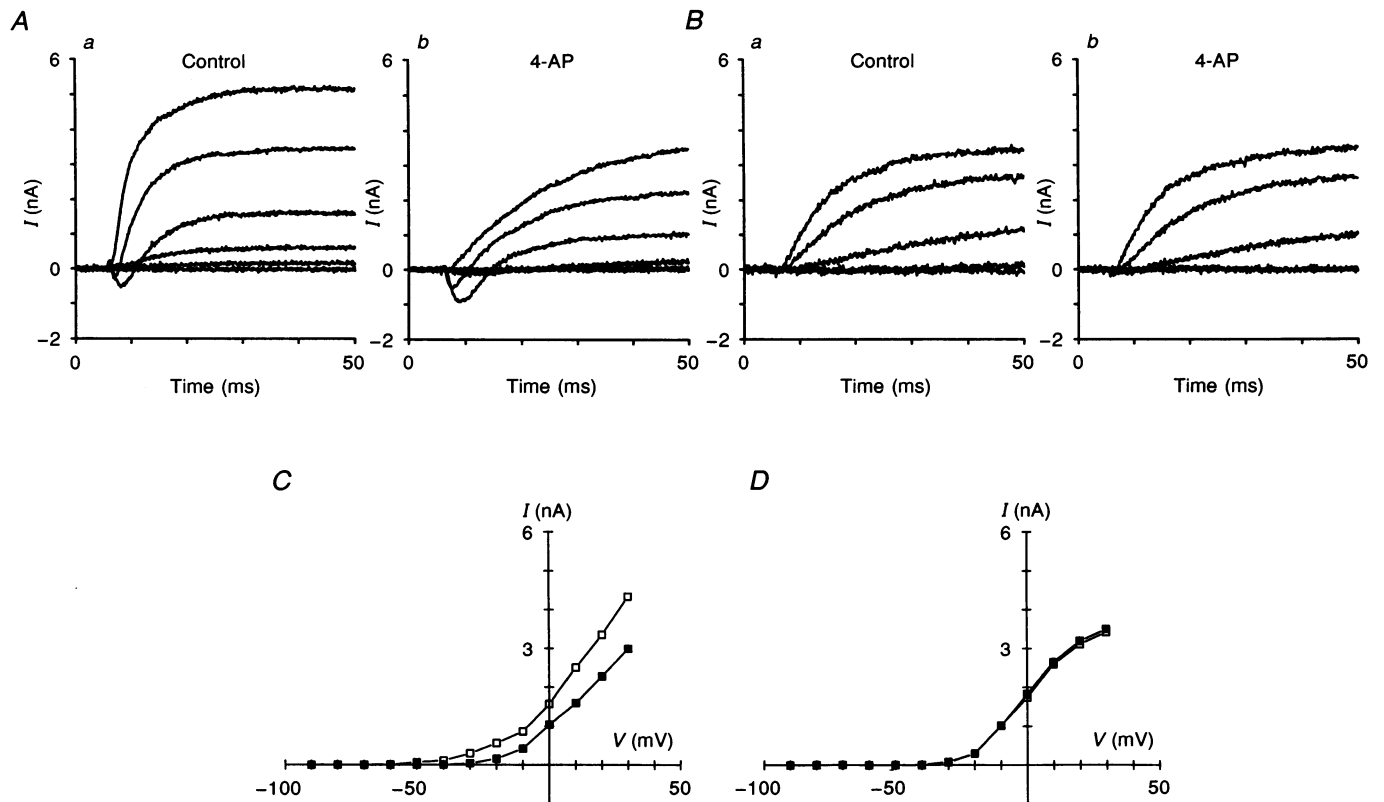 A
a
Control
6
I (nA)
0
−2
0
50
Time (ms)
b
4-AP
6
I (nA)
0
−2
0
50
Time (ms)
B
a
Control
6
I (nA)
0
−2
0
50
Time (ms)
b
4-AP
6
I (nA)
0
−2
0
50
Time (ms)
C
I (nA)
6
3
V (mV)
−100
−50
50
D
I (nA)
6
3
V (mV)
−100
−50
50